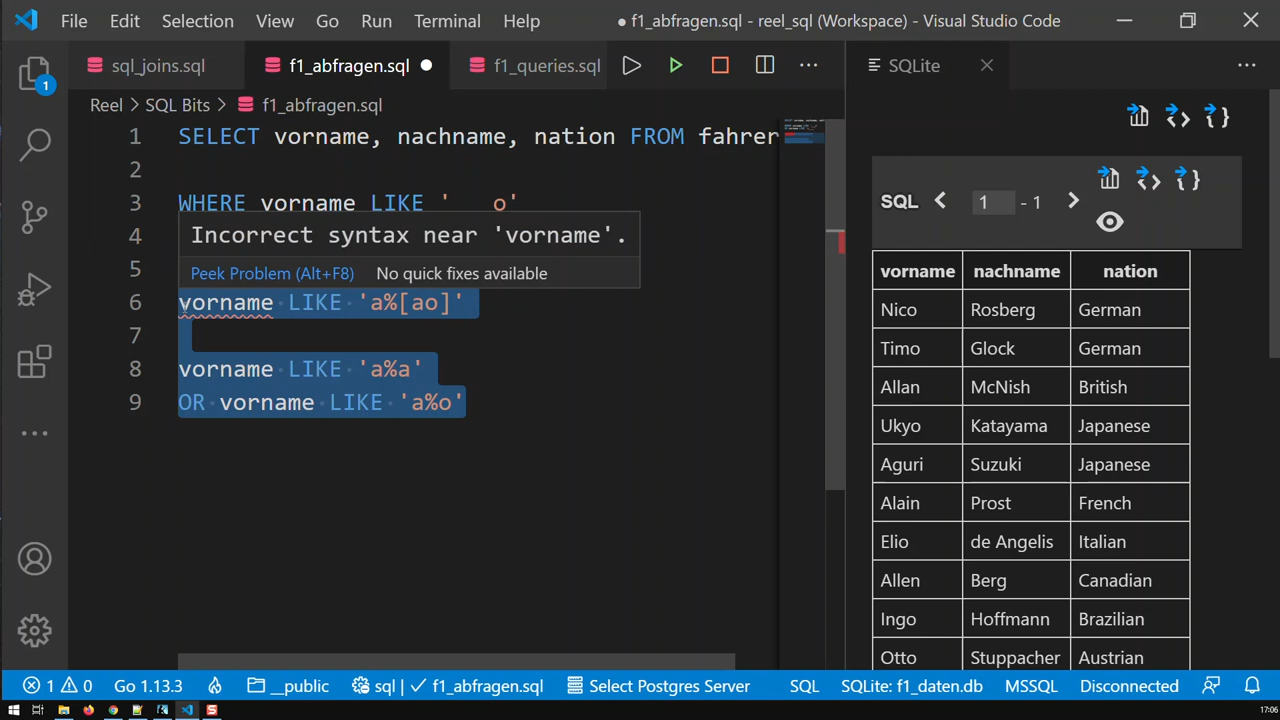 File Edit Selection View Go Run Terminal Help ● f1_abfragen.sql - reel_sql (Workspace) - Visual Studio Code
sql_joins.sql f1_abfragen.sql f1_queries.sql SQLite
1
Reel > SQL Bits > f1_abfragen.sql
1 SELECT vorname, nachname, nation FROM fahrer
2
3 WHERE vorname LIKE '___o'
4
Incorrect syntax near 'vorname'.
5
Peek Problem (Alt+F8) No quick fixes available
6 vorname LIKE 'a%[ao]'
7
8 vorname LIKE 'a%a'
9 OR vorname LIKE 'a%o'
SQL < 1 - 1 >
vorname nachname nation
Nico Rosberg German
Timo Glock German
Allan McNish British
Ukyo Katayama Japanese
Aguri Suzuki Japanese
Alain Prost French
Elio de Angelis Italian
Allen Berg Canadian
Ingo Hoffmann Brazilian
Otto Stuppacher Austrian
1 0 Go 1.13.3 __public sql | ✓ f1_abfragen.sql Select Postgres Server SQL SQLite: f1_daten.db MSSQL Disconnected
17:06